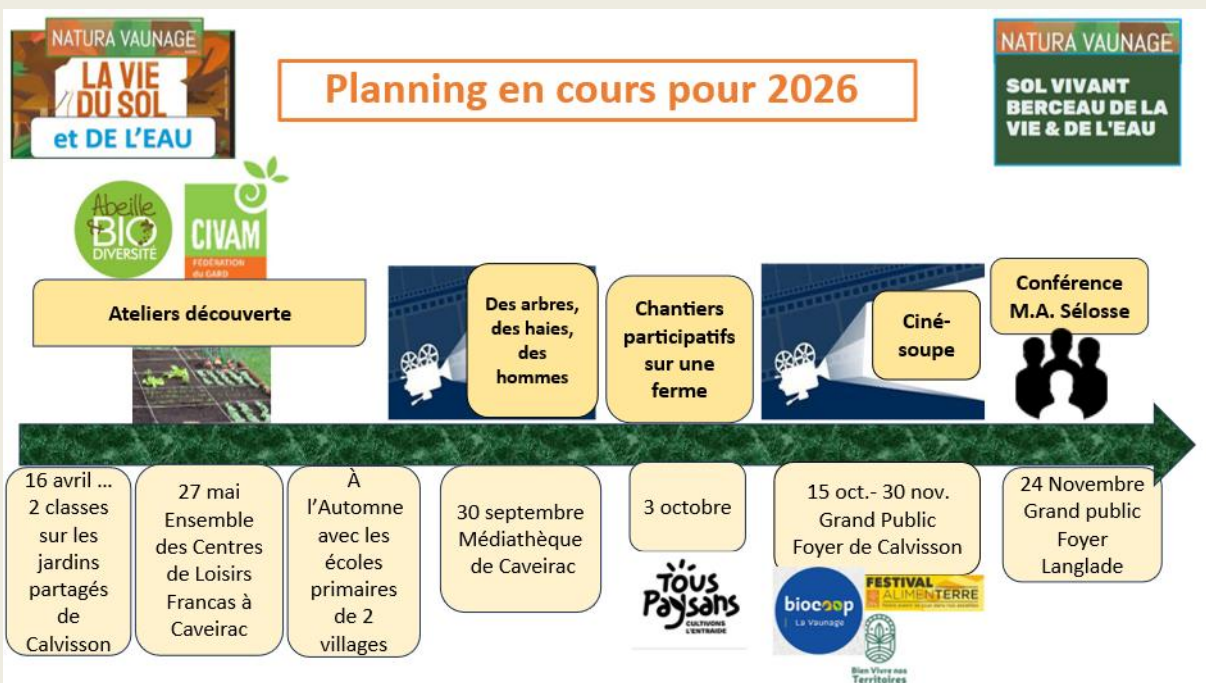 NATURA VAUNAGE
LA VIE
DU SOL
et DE L'EAU
Planning en cours pour 2026
NATURA VAUNAGE
SOL VIVANT
BERCEAU DE LA
VIE & DE L'EAU
Abeille
&
BIO
DIVERSITÉ
CIVAM
FÉDÉRATION
du GARD
Ateliers découverte
Des arbres,
des haies,
des
hommes
Chantiers
participatifs
sur une
ferme
Ciné-
soupe
Conférence
M.A. Sélosse
16 avril ...
2 classes
sur les
jardins
partagés
de
Calvisson
27 mai
Ensemble
des Centres
de Loisirs
Francas à
Caveirac
À
l'Automne
avec les
écoles
primaires
de 2
villages
30 septembre
Médiathèque
de Caveirac
3 octobre
TOUS
PaySANS
CULTIVONS
L'ENTRAIDE
15 oct.- 30 nov.
Grand Public
Foyer de Calvisson
biocoop
La Vaunage
FESTIVAL
ALIMENTERRE
Bien Vivre nos
Territoires
24 Novembre
Grand public
Foyer
Langlade